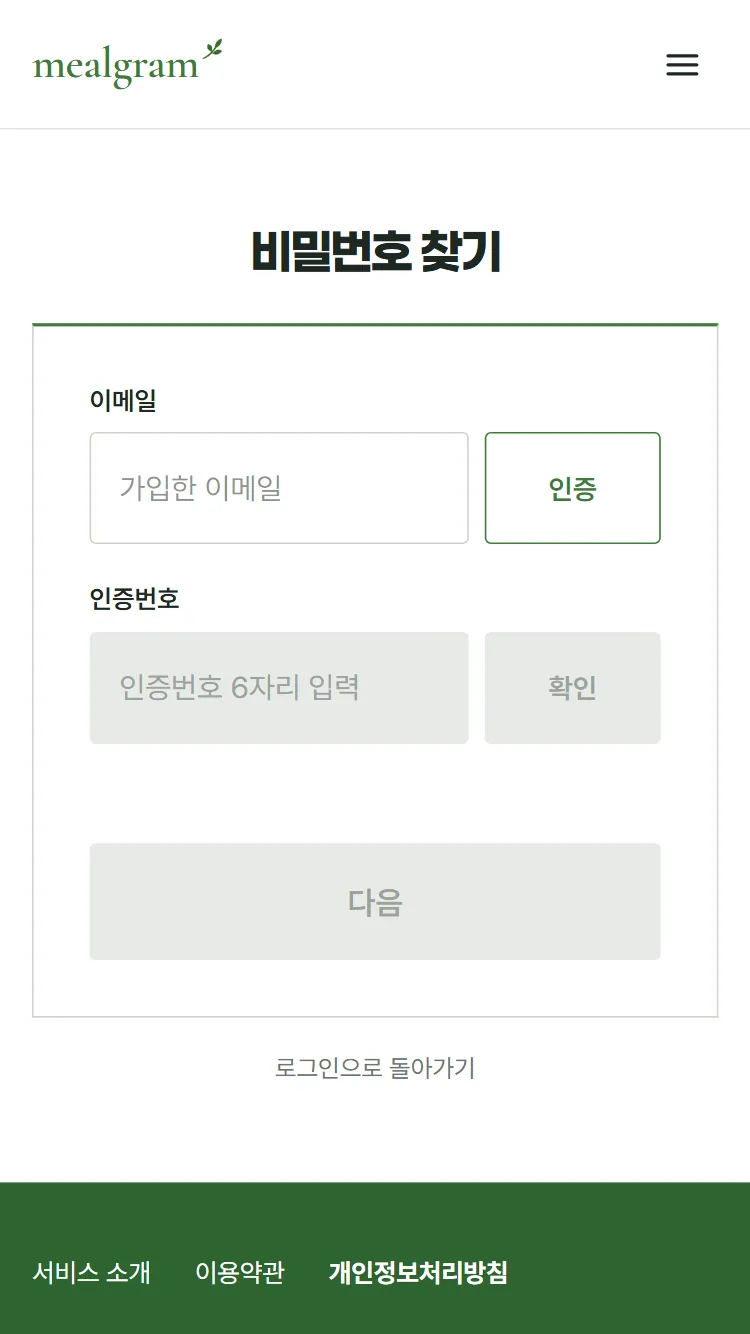 mealgram
비밀번호 찾기
이메일
가입한 이메일
인증
인증번호
인증번호 6자리 입력
확인
다음
로그인으로 돌아가기
서비스 소개 이용약관 개인정보처리방침